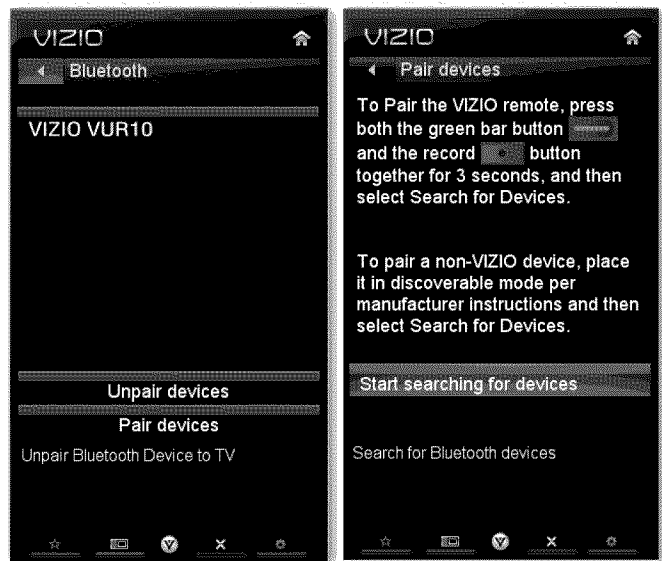 VIZIO
Bluetooth
VIZIO VUR10
Unpair devices
Pair devices
Unpair Bluetooth Device to TV
VIZIO
Pair devices
To Pair the VIZIO remote, press
both the green bar button
and the record button
together for 3 seconds, and then
select Search for Devices.
To pair a non-VIZIO device, place
it in discoverable mode per
manufacturer instructions and then
select Search for Devices.
Start searching for devices
Search for Bluetooth devices